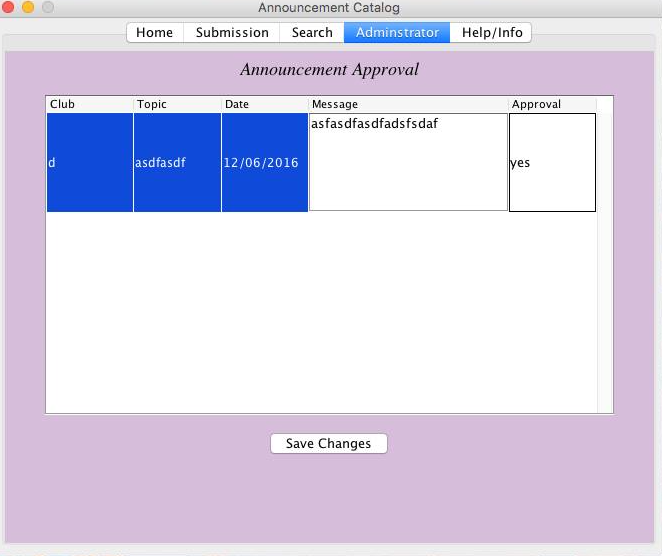 Announcement Catalog
Home Submission Search Adminstrator Help/Info
Announcement Approval
Club Topic Date Message Approval
asfasdfasdfadsfsdaf
d asdfasdf 12/06/2016 yes
Save Changes